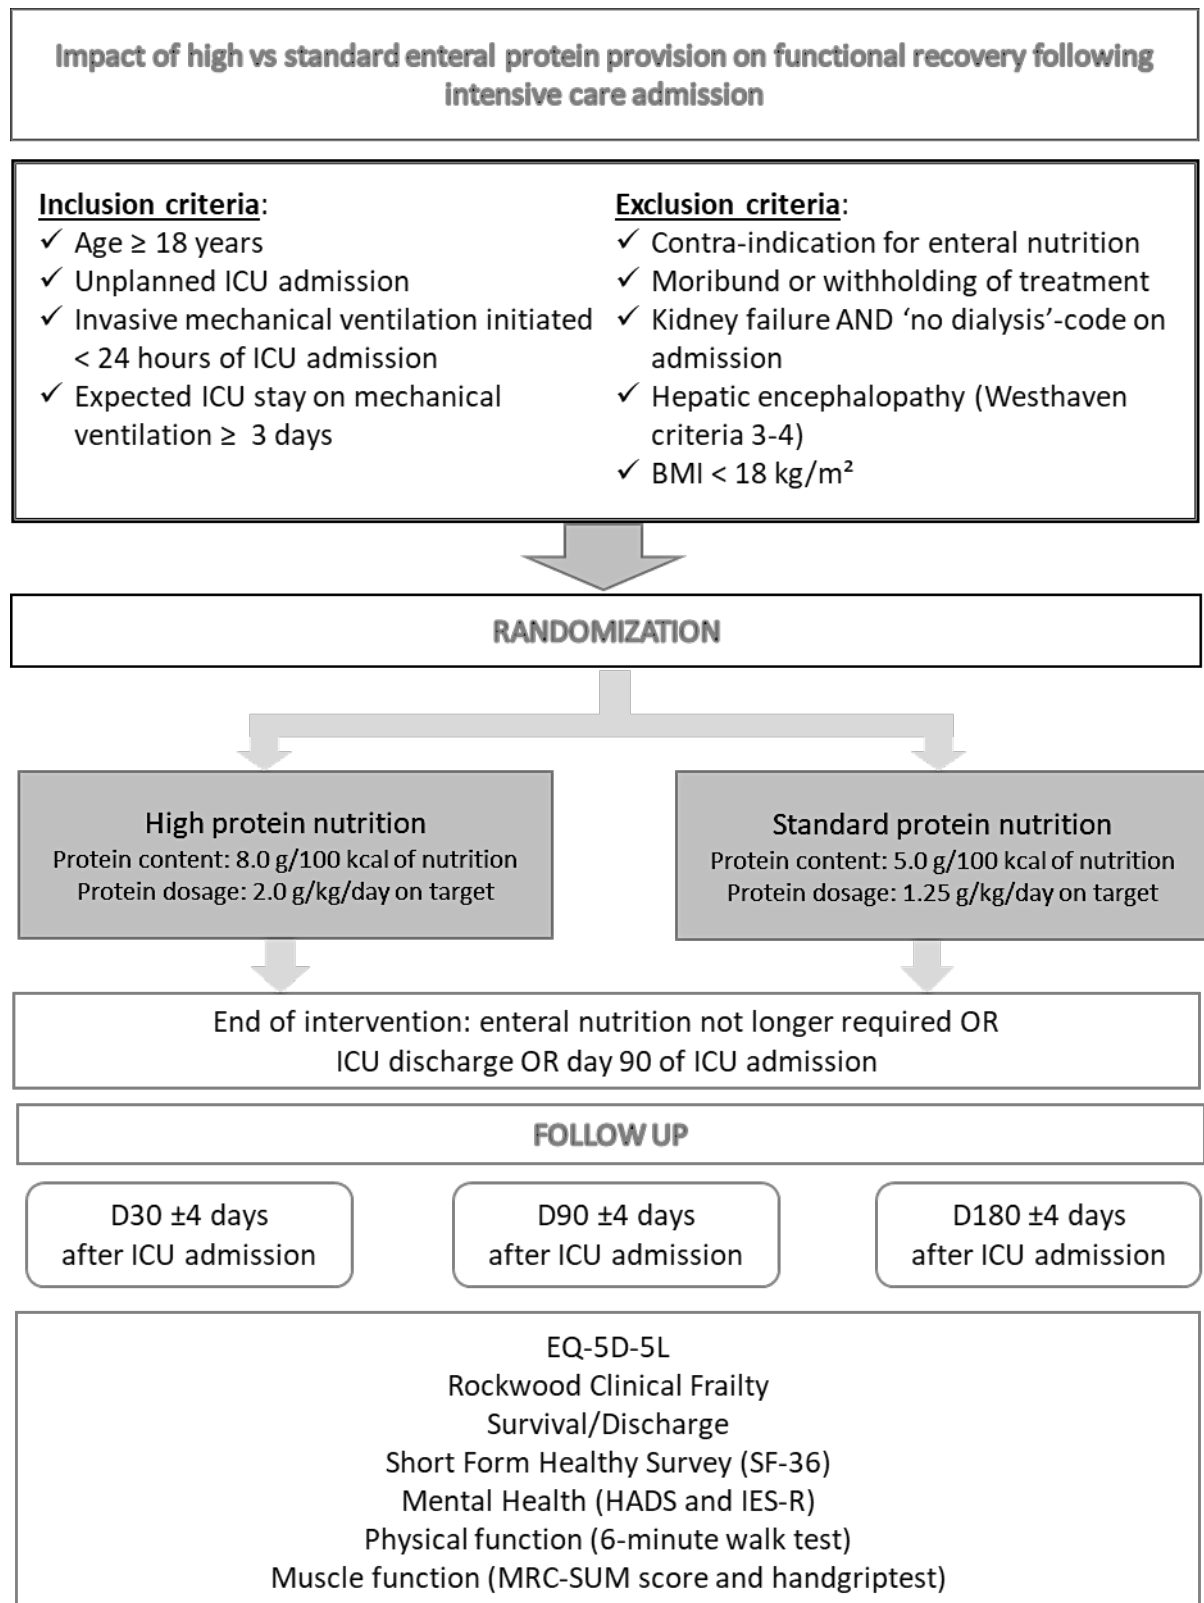 Impact of high vs standard enteral protein provision on functional recovery following
intensive care admission
Inclusion criteria:
✓ Age ≥ 18 years
✓ Unplanned ICU admission
✓ Invasive mechanical ventilation initiated
< 24 hours of ICU admission
✓ Expected ICU stay on mechanical
ventilation ≥ 3 days
Exclusion criteria:
✓ Contra-indication for enteral nutrition
✓ Moribund or withholding of treatment
✓ Kidney failure AND ‘no dialysis’-code on
admission
✓ Hepatic encephalopathy (Westhaven
criteria 3-4)
✓ BMI < 18 kg/m²
RANDOMIZATION
High protein nutrition
Protein content: 8.0 g/100 kcal of nutrition
Protein dosage: 2.0 g/kg/day on target
Standard protein nutrition
Protein content: 5.0 g/100 kcal of nutrition
Protein dosage: 1.25 g/kg/day on target
End of intervention: enteral nutrition not longer required OR
ICU discharge OR day 90 of ICU admission
FOLLOW UP
D30 ±4 days
after ICU admission
D90 ±4 days
after ICU admission
D180 ±4 days
after ICU admission
EQ-5D-5L
Rockwood Clinical Frailty
Survival/Discharge
Short Form Healthy Survey (SF-36)
Mental Health (HADS and IES-R)
Physical function (6-minute walk test)
Muscle function (MRC-SUM score and handgriptest)